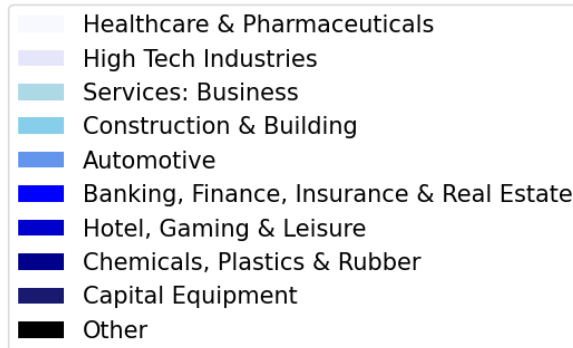 Healthcare & Pharmaceuticals
High Tech Industries
Services: Business
Construction & Building
Automotive
Banking, Finance, Insurance & Real Estate
Hotel, Gaming & Leisure
Chemicals, Plastics & Rubber
Capital Equipment
Other